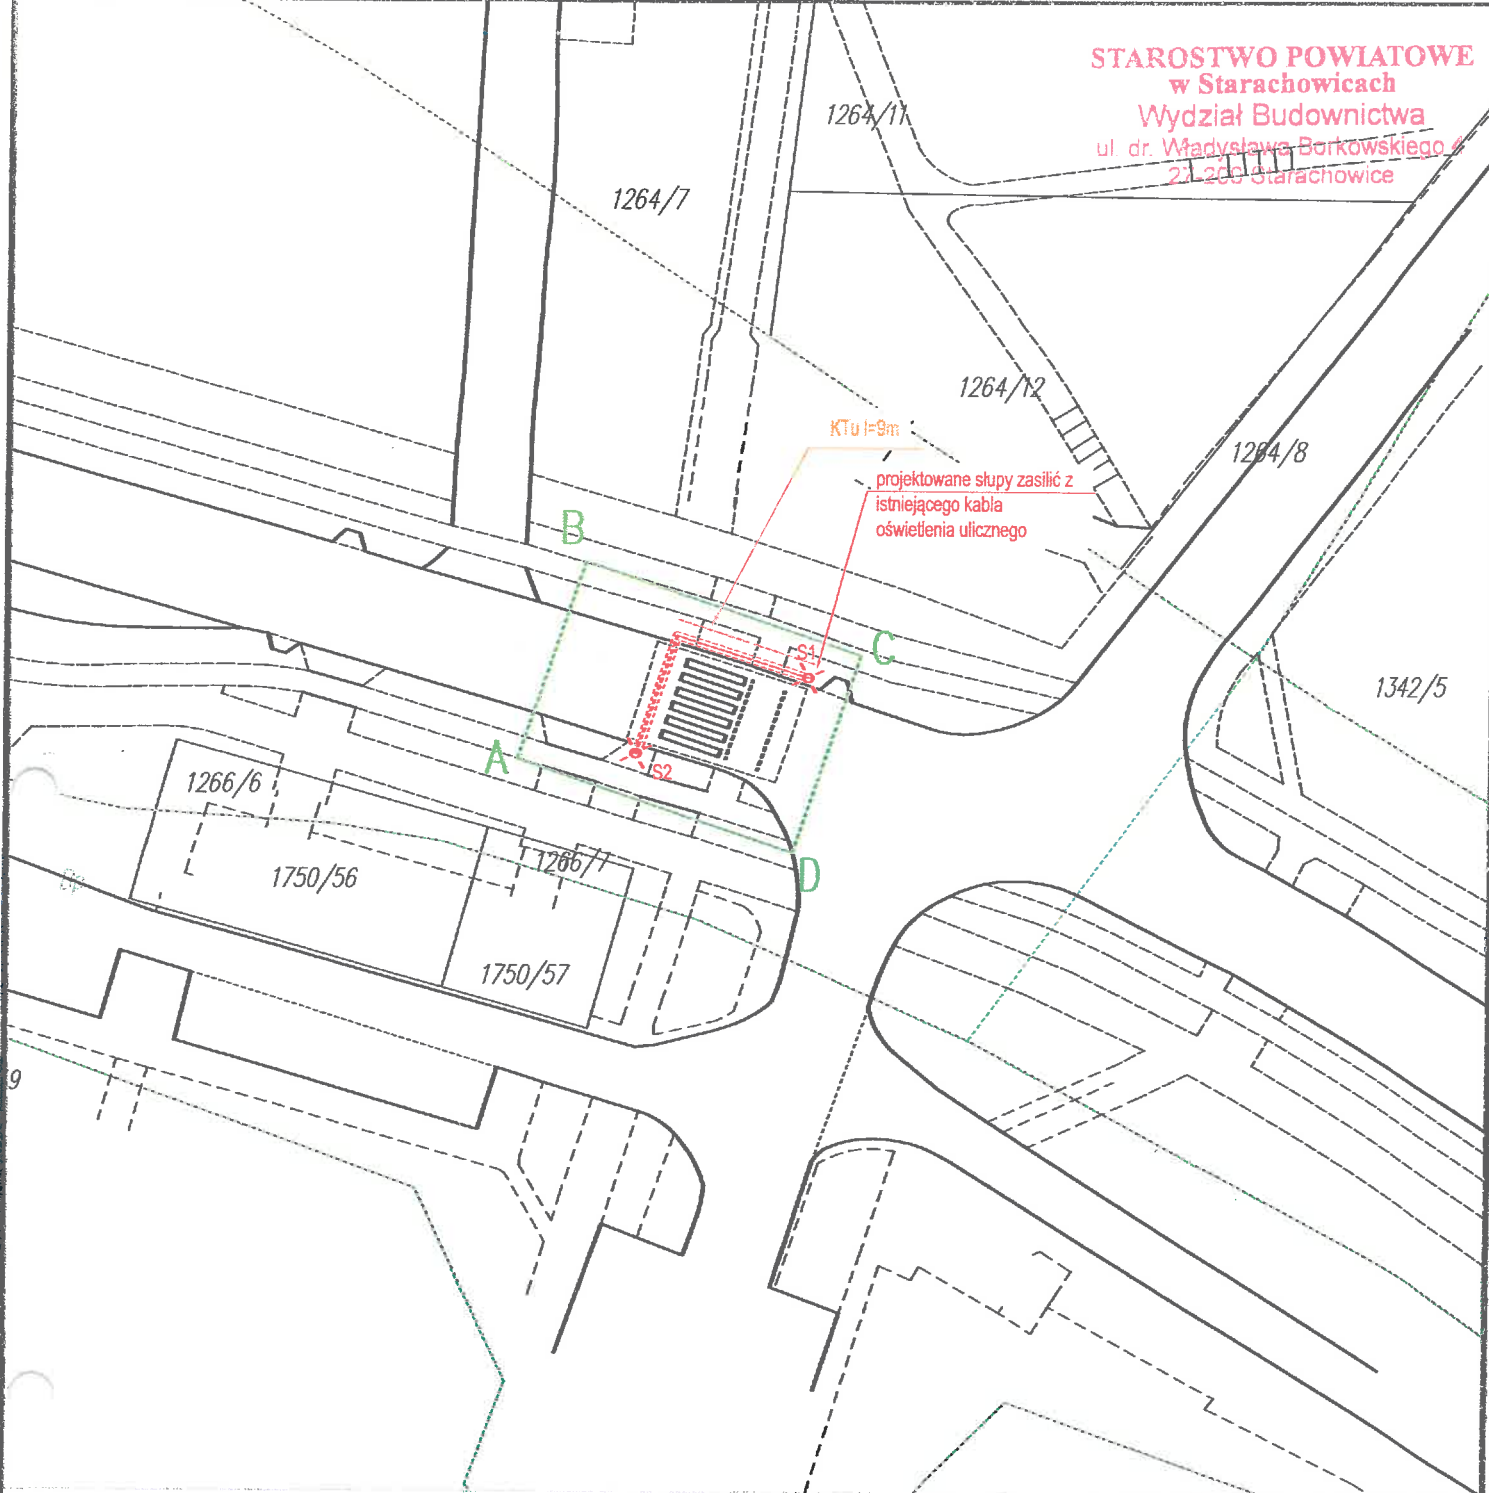 STAROSTWO POWIATOWE
w Starachowicach
Wydział Budownictwa
ul. dr. Władysława Borkowskiego 4
27-200 Starachowice
1264/11
1264/7
1264/12
1264/8
KTu l=9m
projektowane słupy zasilić z
istniejącego kabla
oświetlenia ulicznego
B
C
S1
1342/5
A
S2
1266/6
1266/7
D
1750/56
Bp
1750/57
9